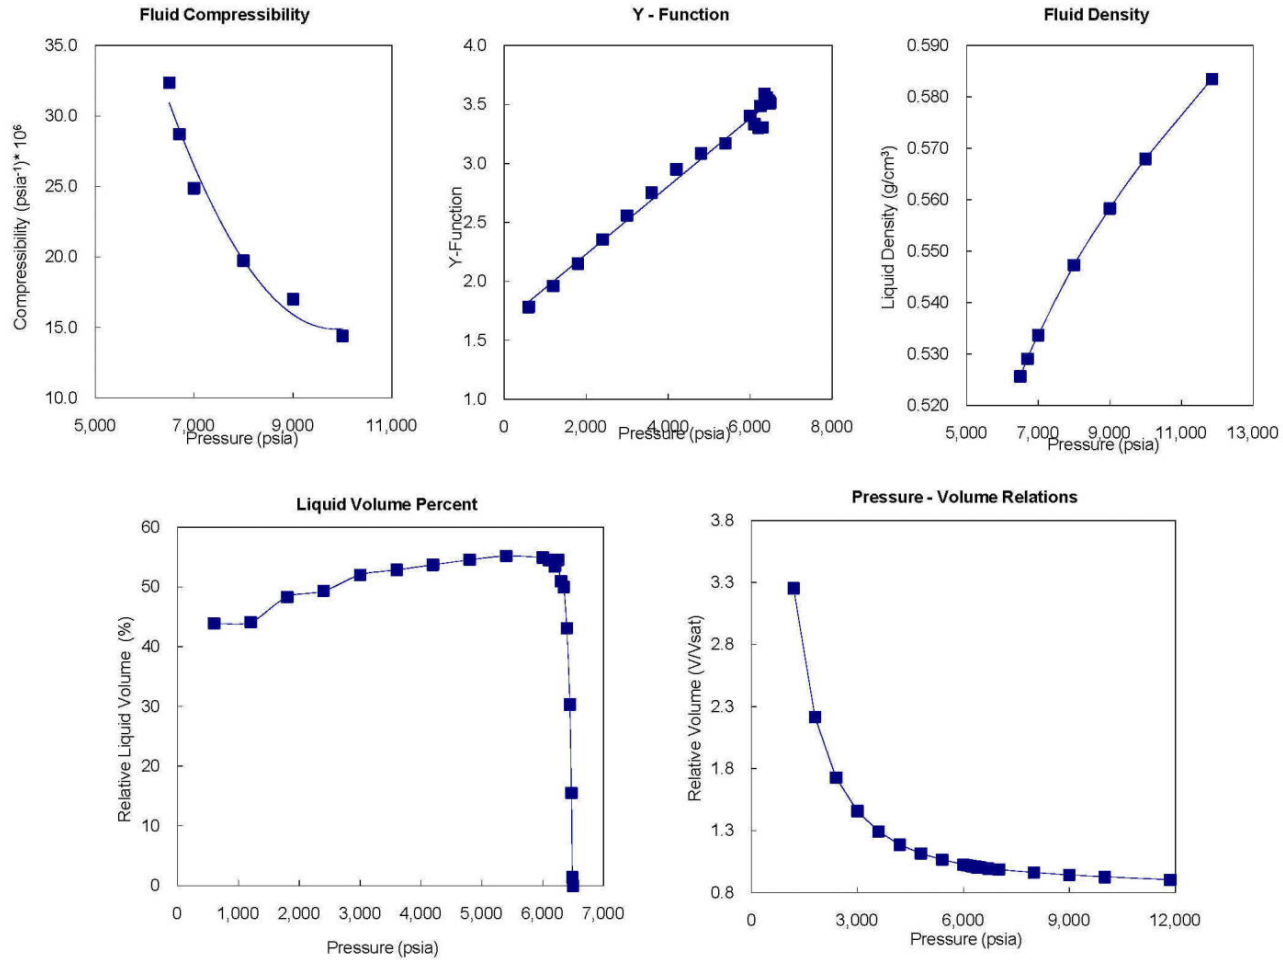 Fluid Compressibility
35.0
30.0
25.0
20.0
15.0
10.0
5,000 7,000 9,000 11,000
Pressure (psia)
Compressibility (psia⁻¹)* 10⁶
Y - Function
4.0
3.5
3.0
2.5
2.0
1.5
1.0
0 2,000 4,000 6,000 8,000
Pressure (psia)
Y-Function
Fluid Density
0.590
0.580
0.570
0.560
0.550
0.540
0.530
0.520
5,000 7,000 9,000 11,000 13,000
Pressure (psia)
Liquid Density (g/cm³)
Liquid Volume Percent
60
50
40
30
20
10
0
0 1,000 2,000 3,000 4,000 5,000 6,000 7,000
Pressure (psia)
Relative Liquid Volume (%)
Pressure - Volume Relations
3.8
3.3
2.8
2.3
1.8
1.3
0.8
0 3,000 6,000 9,000 12,000
Pressure (psia)
Relative Volume (V/Vsat)